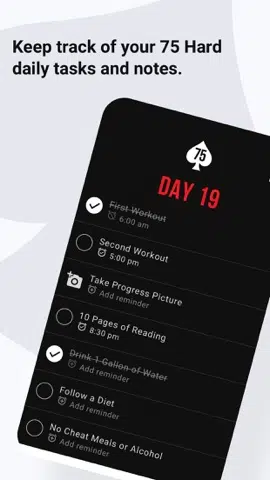 Keep track of your 75 Hard
daily tasks and notes.
75
DAY 19
First Workout
6:00 am
Second Workout
5:00 pm
Take Progress Picture
Add reminder
10 Pages of Reading
8:30 pm
Drink 1 Gallon of Water
Add reminder
Follow a Diet
Add reminder
No Cheat Meals or Alcohol
Add reminder